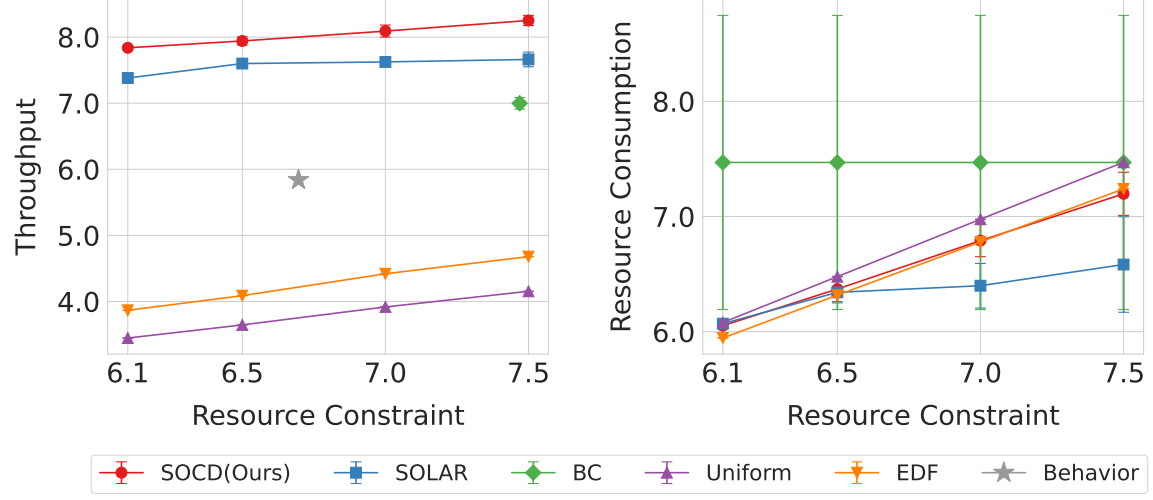 Throughput
8.0
7.0
6.0
5.0
4.0
6.1 6.5 7.0 7.5
Resource Constraint
Resource Consumption
8.0
7.0
6.0
6.1 6.5 7.0 7.5
Resource Constraint
SOCD(Ours) SOLAR BC Uniform EDF Behavior